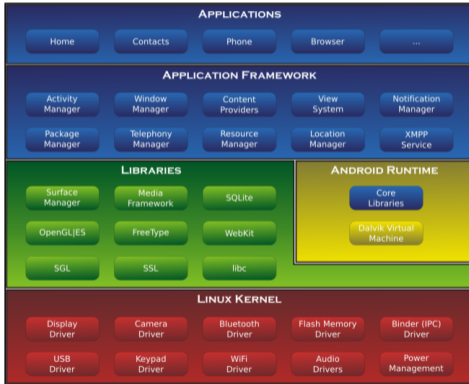 APPLICATIONS
Home
Contacts
Phone
Browser
...
APPLICATION FRAMEWORK
Activity
Manager
Window
Manager
Content
Providers
View
System
Notification
Manager
Package
Manager
Telephony
Manager
Resource
Manager
Location
Manager
XMPP
Service
LIBRARIES
Surface
Manager
Media
Framework
SQLite
OpenGL|ES
FreeType
WebKit
SGL
SSL
libc
ANDROID RUNTIME
Core
Libraries
Dalvik Virtual
Machine
LINUX KERNEL
Display
Driver
Camera
Driver
Bluetooth
Driver
Flash Memory
Driver
Binder (IPC)
Driver
USB
Driver
Keypad
Driver
WiFi
Driver
Audio
Drivers
Power
Management